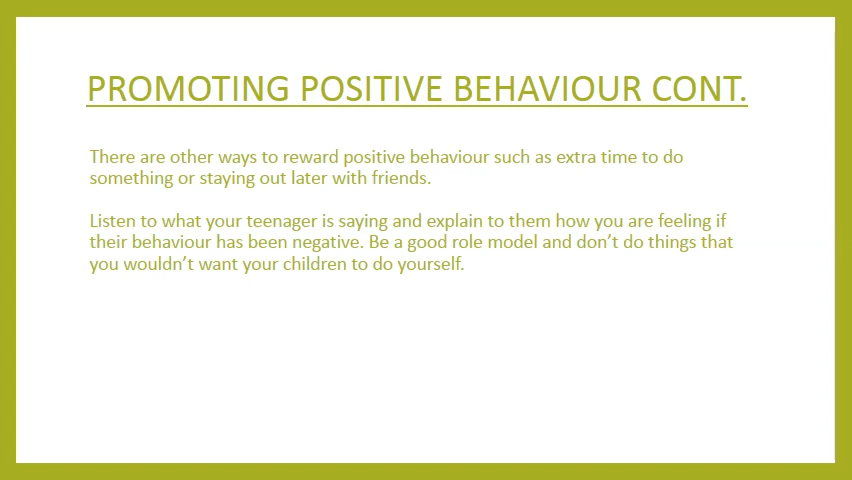 PROMOTING POSITIVE BEHAVIOUR CONT.
There are other ways to reward positive behaviour such as extra time to do
something or staying out later with friends.
Listen to what your teenager is saying and explain to them how you are feeling if
their behaviour has been negative. Be a good role model and don’t do things that
you wouldn’t want your children to do yourself.